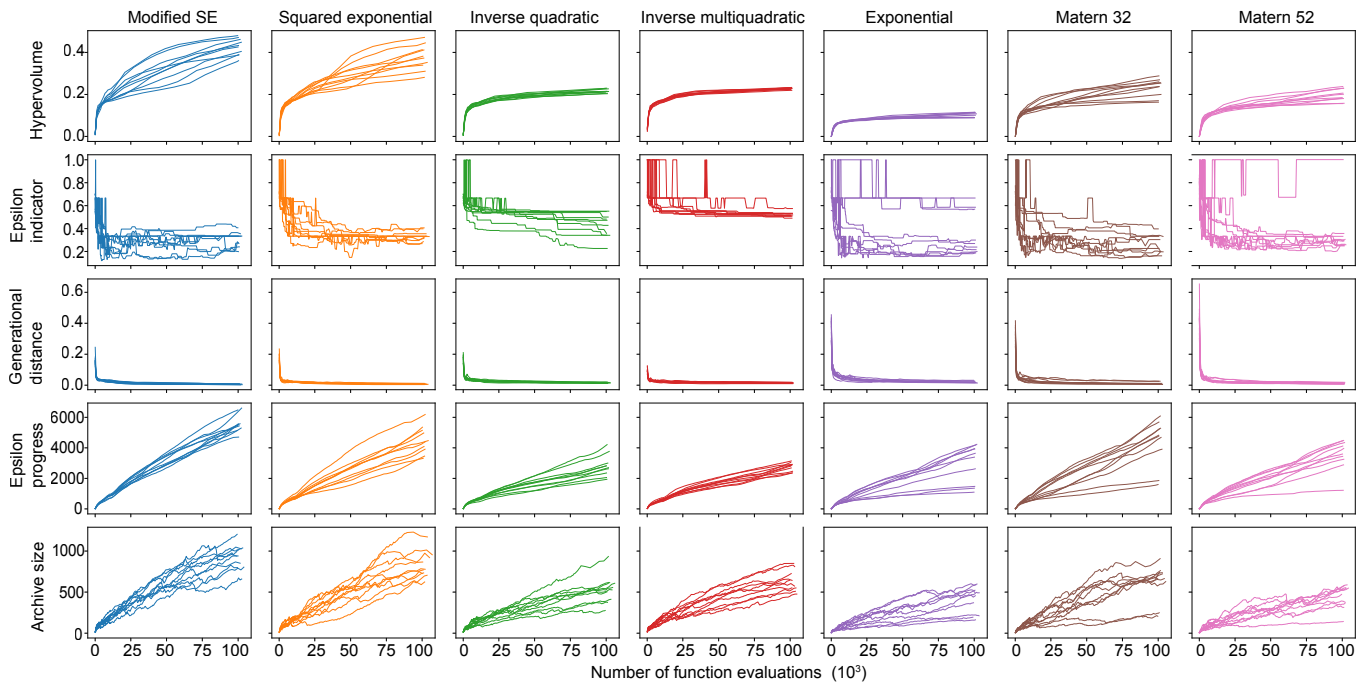 Modified SE Squared exponential Inverse quadratic Inverse multiquadratic Exponential Matern 32 Matern 52
Hypervolume
0.4
0.2
0.0
Epsilon
indicator
1.0
0.8
0.6
0.4
0.2
Generational
distance
0.6
0.4
0.2
0.0
Epsilon
progress
6000
4000
2000
0
Archive size
1000
500
0
0 25 50 75 100 0 25 50 75 100 0 25 50 75 100 0 25 50 75 100 0 25 50 75 100 0 25 50 75 100 0 25 50 75 100
Number of function evaluations (10³)